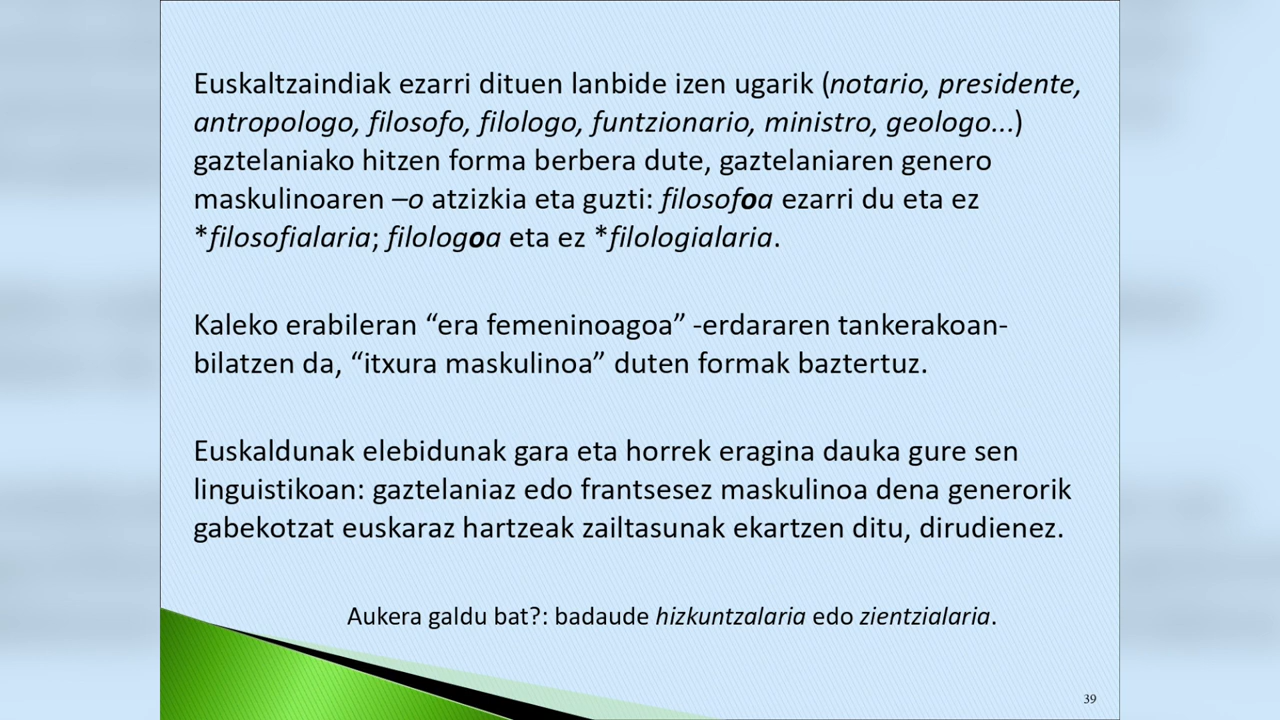 Euskaltzaindiak ezarri dituen lanbide izen ugarik (notario, presidente,
antropologo, filosofo, filologo, funtzionario, ministro, geologo...)
gaztelaniako hitzen forma berbera dute, gaztelaniaren genero
maskulinoaren –o atzizkia eta guzti: filosofoa ezarri du eta ez
*filosofialaria; filologoa eta ez *filologialaria.
Kaleko erabileran “era femeninoagoa” -erdararen tankerakoan-
bilatzen da, “itxura maskulinoa” duten formak baztertuz.
Euskaldunak elebidunak gara eta horrek eragina dauka gure sen
linguistikoan: gaztelaniaz edo frantsesez maskulinoa dena generorik
gabekotzat euskaraz hartzeak zailtasunak ekartzen ditu, dirudienez.
Aukera galdu bat?: badaude hizkuntzalaria edo zientzialaria.
39